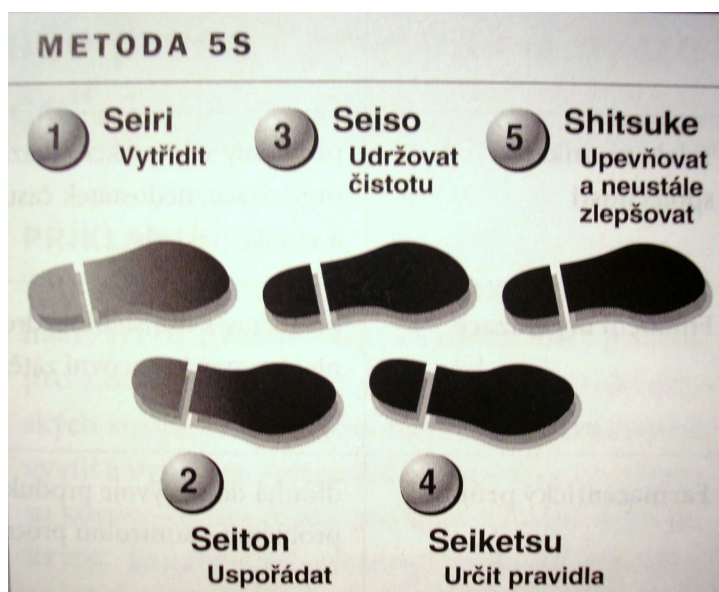 METODA 5S
1 Seiri
Vytřídit
3 Seiso
Udržovat
čistotu
5 Shitsuke
Upevňovat
a neustále
zlepšovat
2
Seiton
Uspořádat
4
Seiketsu
Určit pravidla